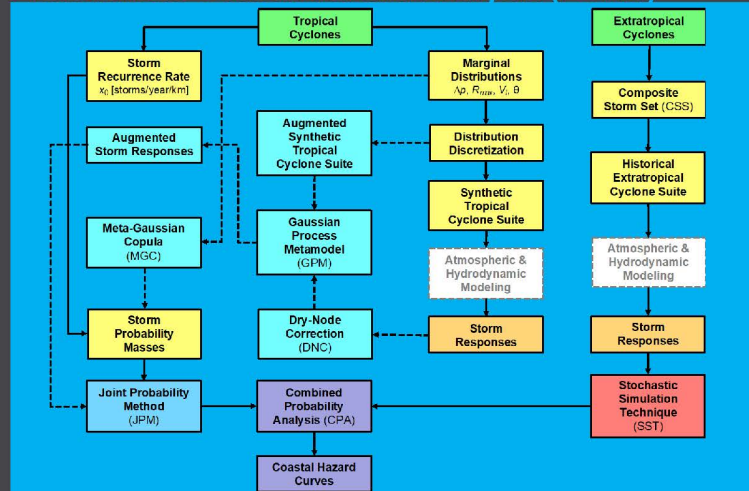 Tropical
Cyclones
Extratropical
Cyclones
Storm
Recurrence Rate
x₀ [storms/year/km]
Marginal
Distributions
Δp, Rmax, Vt, θ
Composite
Storm Set (CSS)
Augmented
Storm Responses
Augmented
Synthetic
Tropical
Cyclone Suite
Distribution
Discretization
Historical
Extratropical
Cyclone Suite
Synthetic
Tropical
Cyclone Suite
Meta-Gaussian
Copula
(MGC)
Gaussian
Process
Metamodel
(GPM)
Atmospheric &
Hydrodynamic
Modeling
Atmospheric &
Hydrodynamic
Modeling
Storm
Probability
Masses
Dry-Node
Correction
(DNC)
Storm
Responses
Storm
Responses
Joint Probability
Method
(JPM)
Combined
Probability
Analysis (CPA)
Stochastic
Simulation
Technique
(SST)
Coastal Hazard
Curves